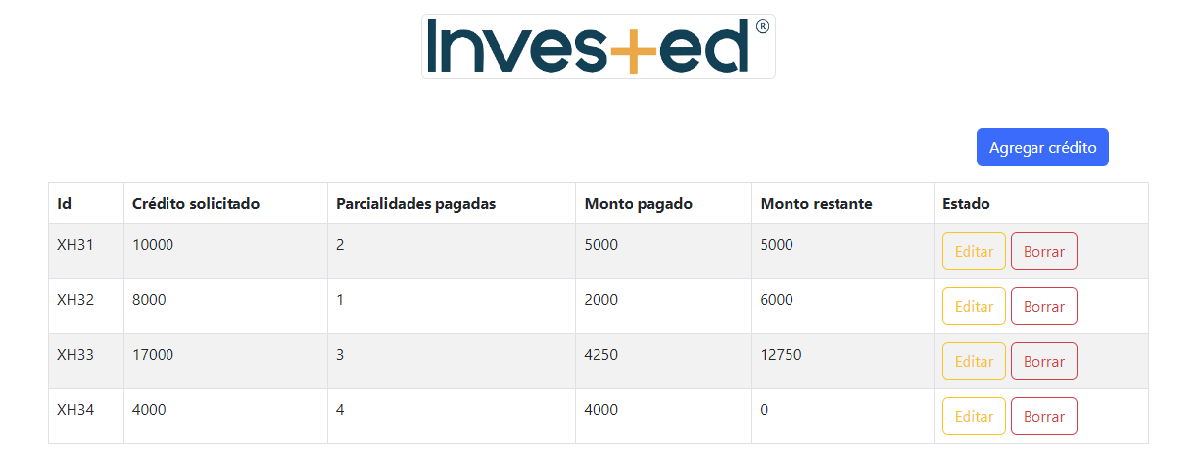 Invested®
Agregar crédito
Id Crédito solicitado Parcialidades pagadas Monto pagado Monto restante Estado
XH31 10000 2 5000 5000 Editar Borrar
XH32 8000 1 2000 6000 Editar Borrar
XH33 17000 3 4250 12750 Editar Borrar
XH34 4000 4 4000 0 Editar Borrar